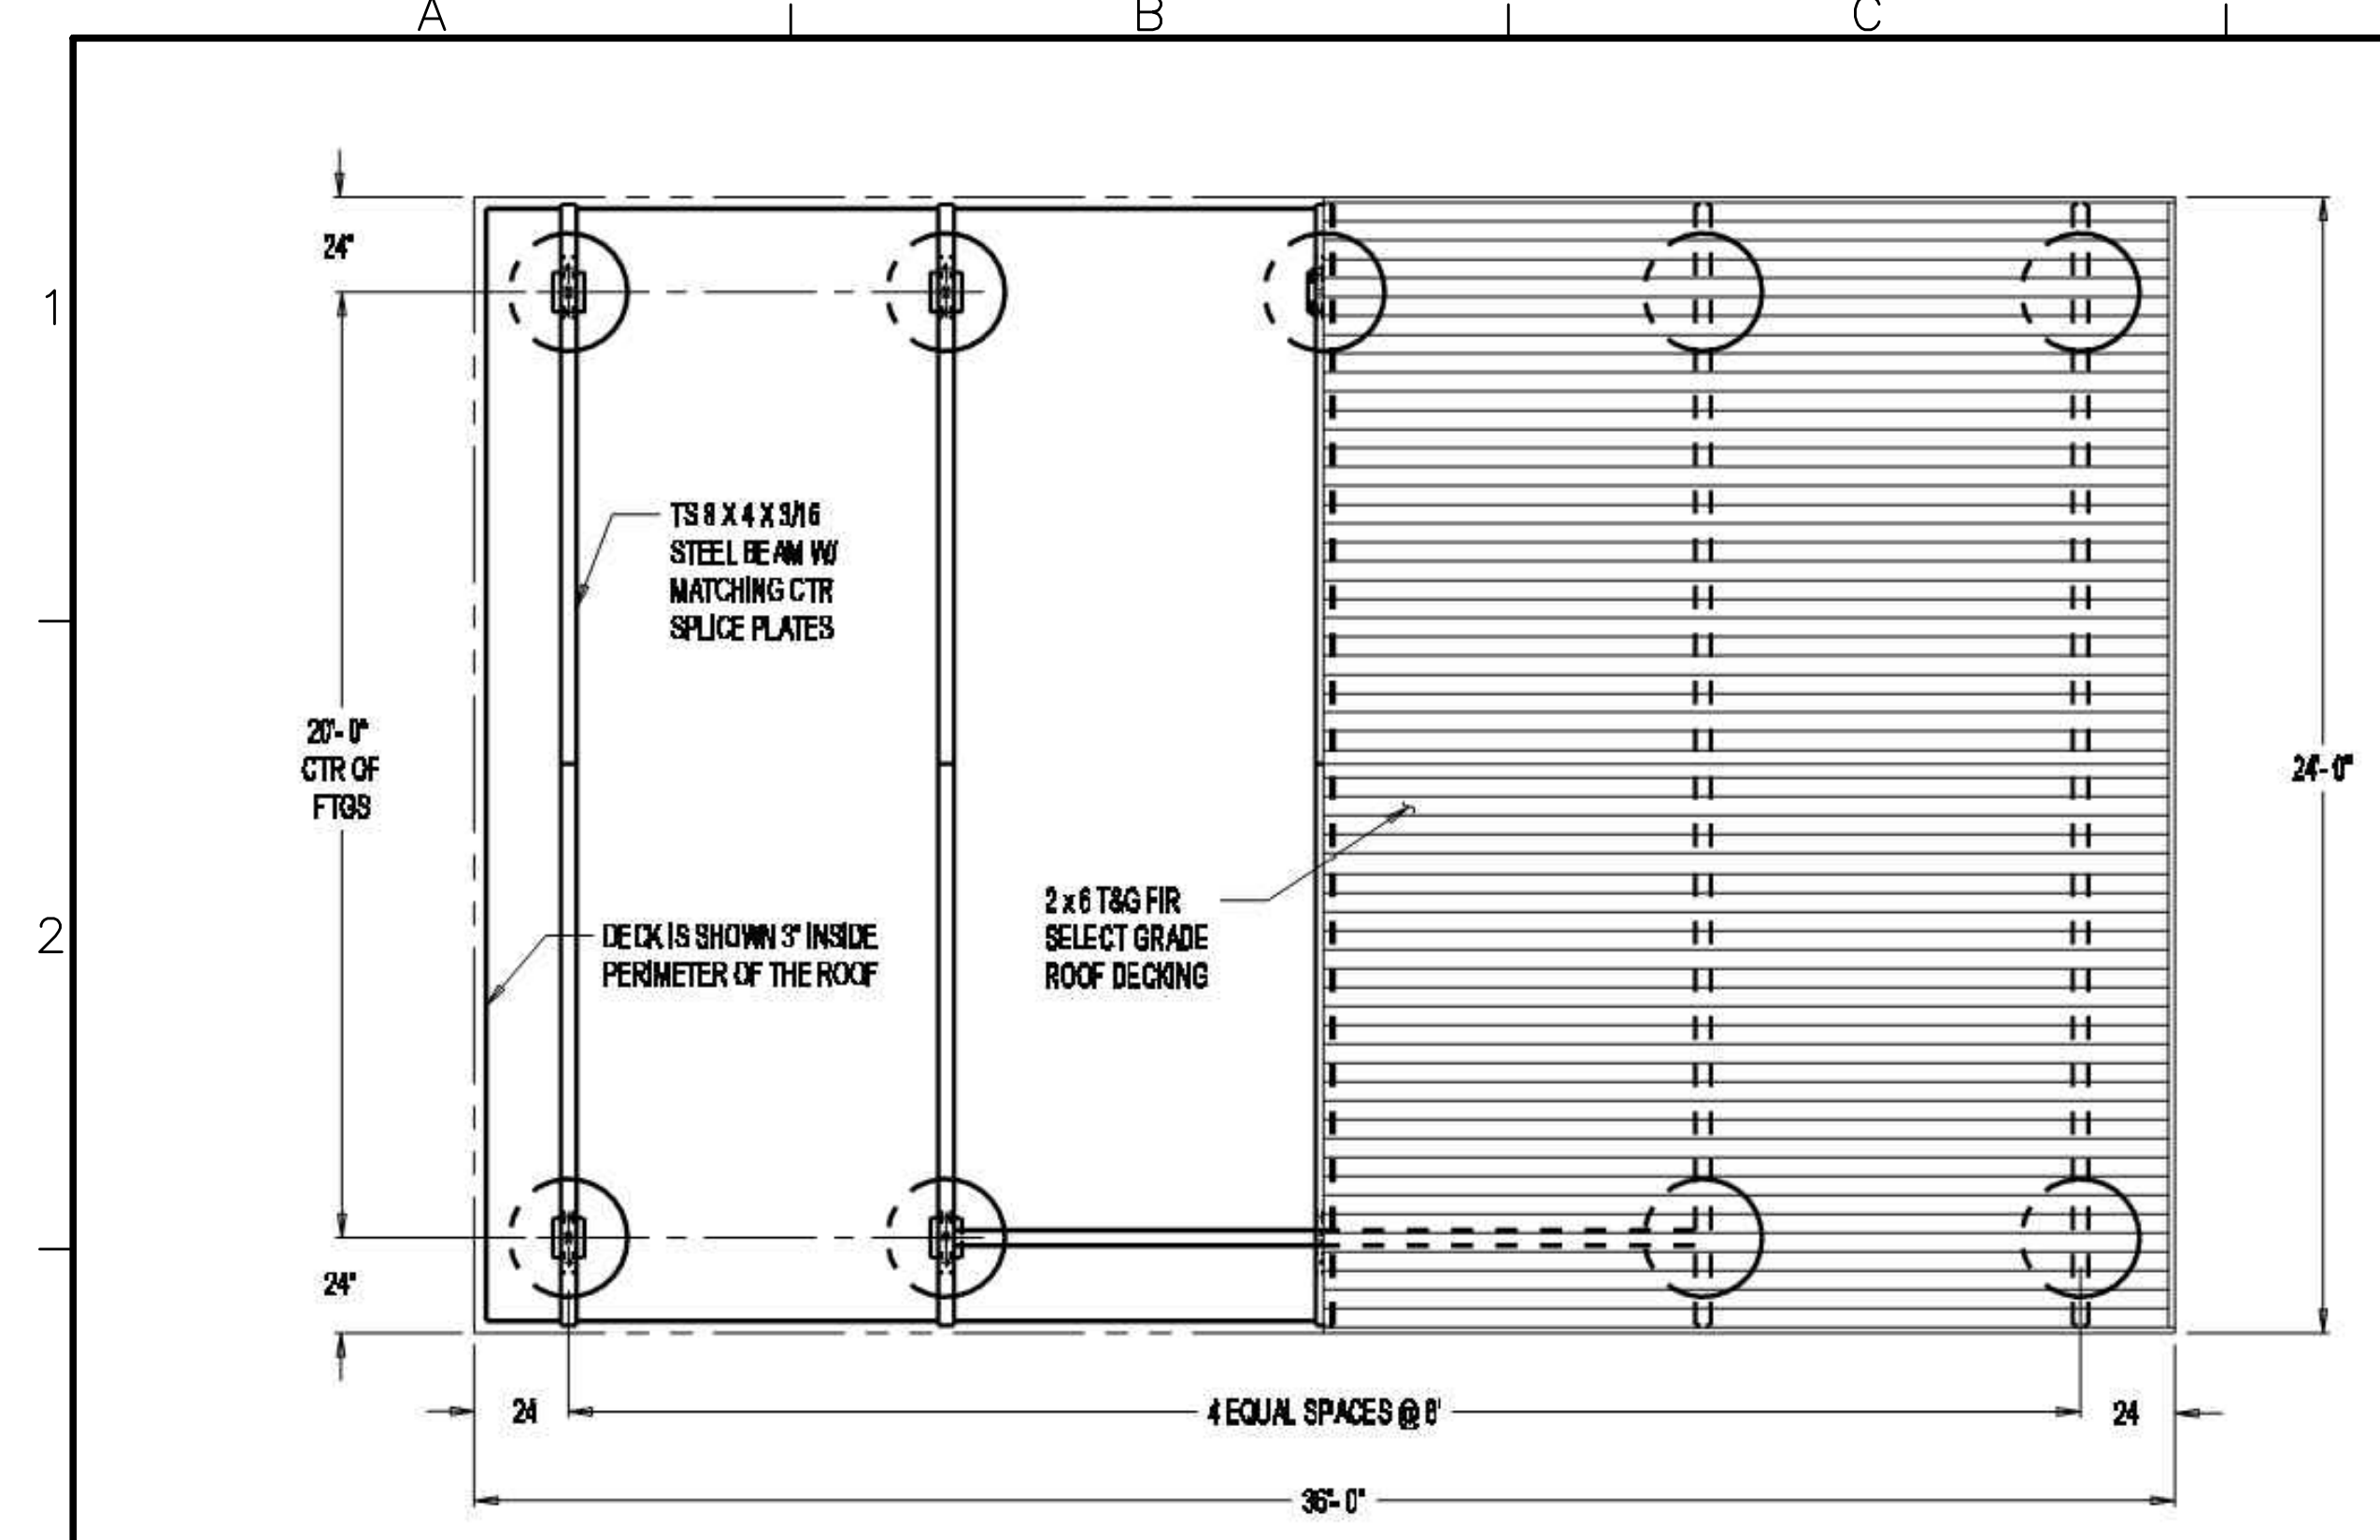 A
B
C
1
2
24"
TS 8 X 4 X 3/16
STEEL BEAM W/
MATCHING CTR
SPLICE PLATES
20'- 0"
CTR OF
FTGS
24'- 0"
2 x 6 T&G FIR
SELECT GRADE
ROOF DECKING
DECK IS SHOWN 3" INSIDE
PERIMETER OF THE ROOF
24"
24
4 EQUAL SPACES @ 8'
24
36'- 0"